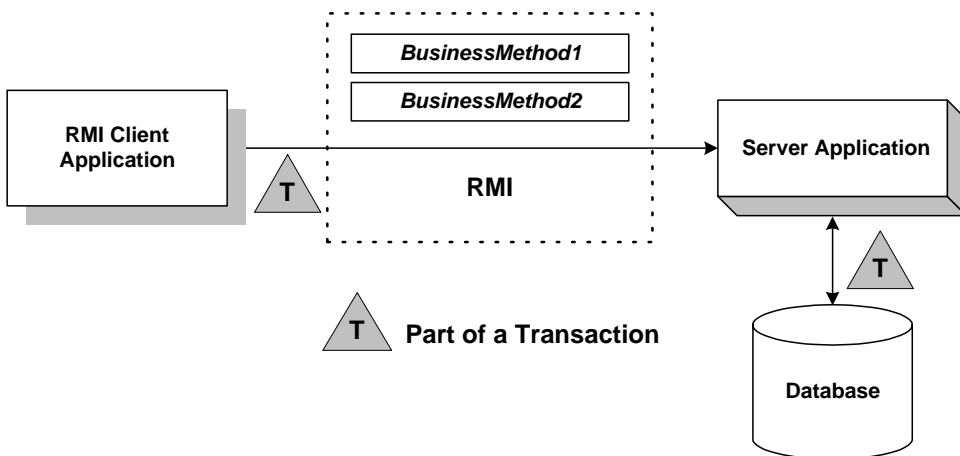 BusinessMethod1
BusinessMethod2
RMI Client
Application
Server Application
T
RMI
T
T
Part of a Transaction
Database